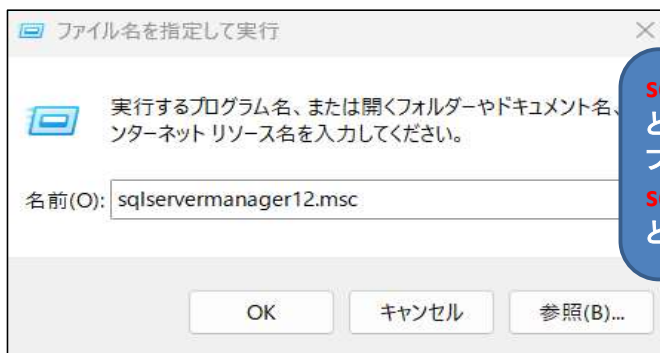 ファイル名を指定して実行
実行するプログラム名、または開くフォルダーやドキュメント名、
ンターネット リソース名を入力してください。
名前(O): sqlservermanager12.msc
OK キャンセル 参照(B)...
s
と
フ
s
と